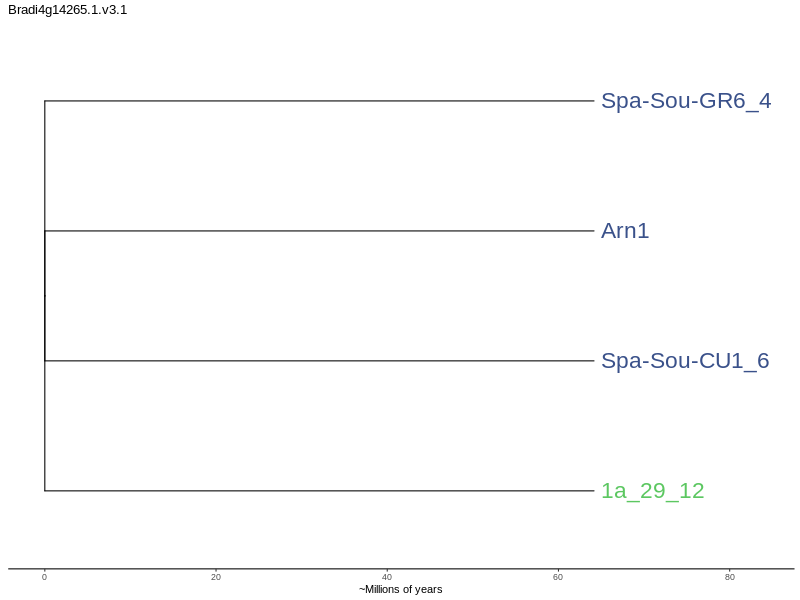 Bradi4g14265.1.v3.1
Spa-Sou-GR6_4
Arn1
Spa-Sou-CU1_6
1a_29_12
0 20 40 60 80
~Millions of years